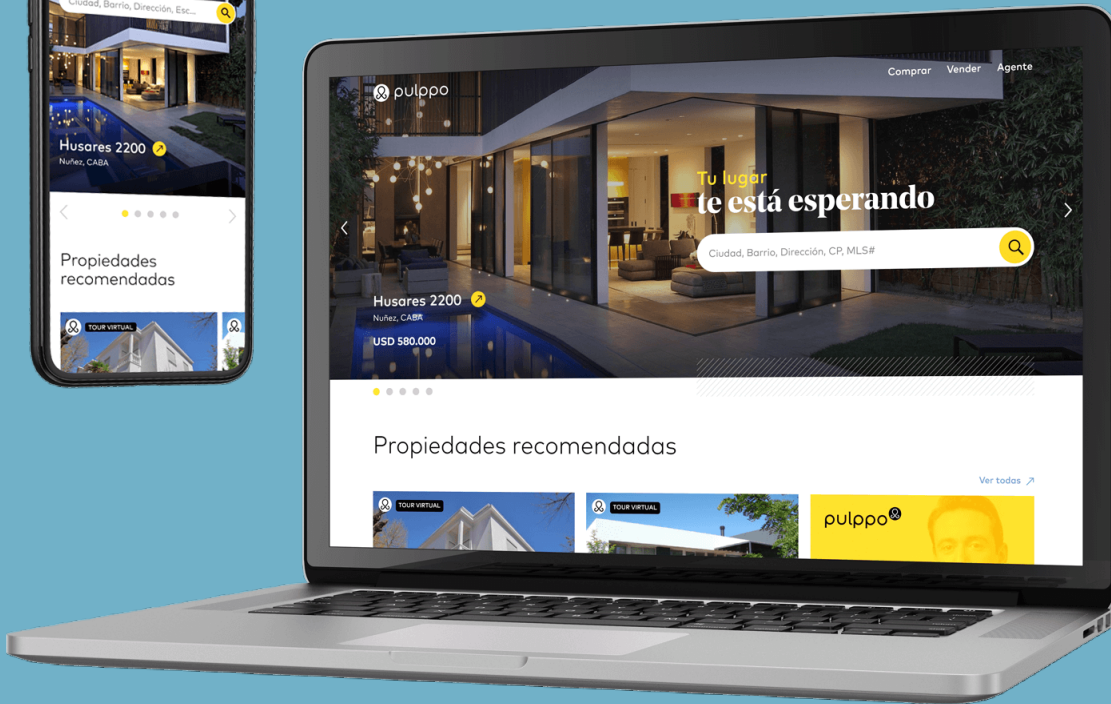 Ciudad, Barrio, Dirección, Esc...
Husares 2200
Nuñez, CABA
Propiedades
recomendadas
TOUR VIRTUAL
pulppo
Comprar Vender Agente
Tu lugar
te está esperando
Ciudad, Barrio, Dirección, CP, MLS#
Husares 2200
Nuñez, CABA
USD 580.000
Propiedades recomendadas
Ver todas
TOUR VIRTUAL
TOUR VIRTUAL
pulppo